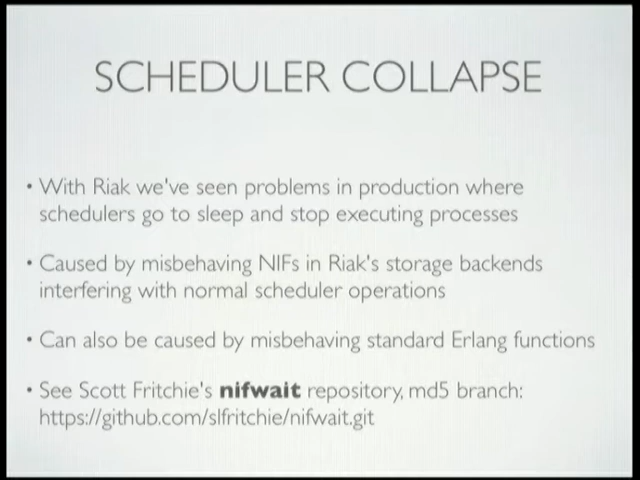 SCHEDULER COLLAPSE
• With Riak we've seen problems in production where
schedulers go to sleep and stop executing processes
• Caused by misbehaving NIFs in Riak's storage backends
interfering with normal scheduler operations
• Can also be caused by misbehaving standard Erlang functions
• See Scott Fritchie's nifwait repository, md5 branch:
https://github.com/slfritchie/nifwait.git